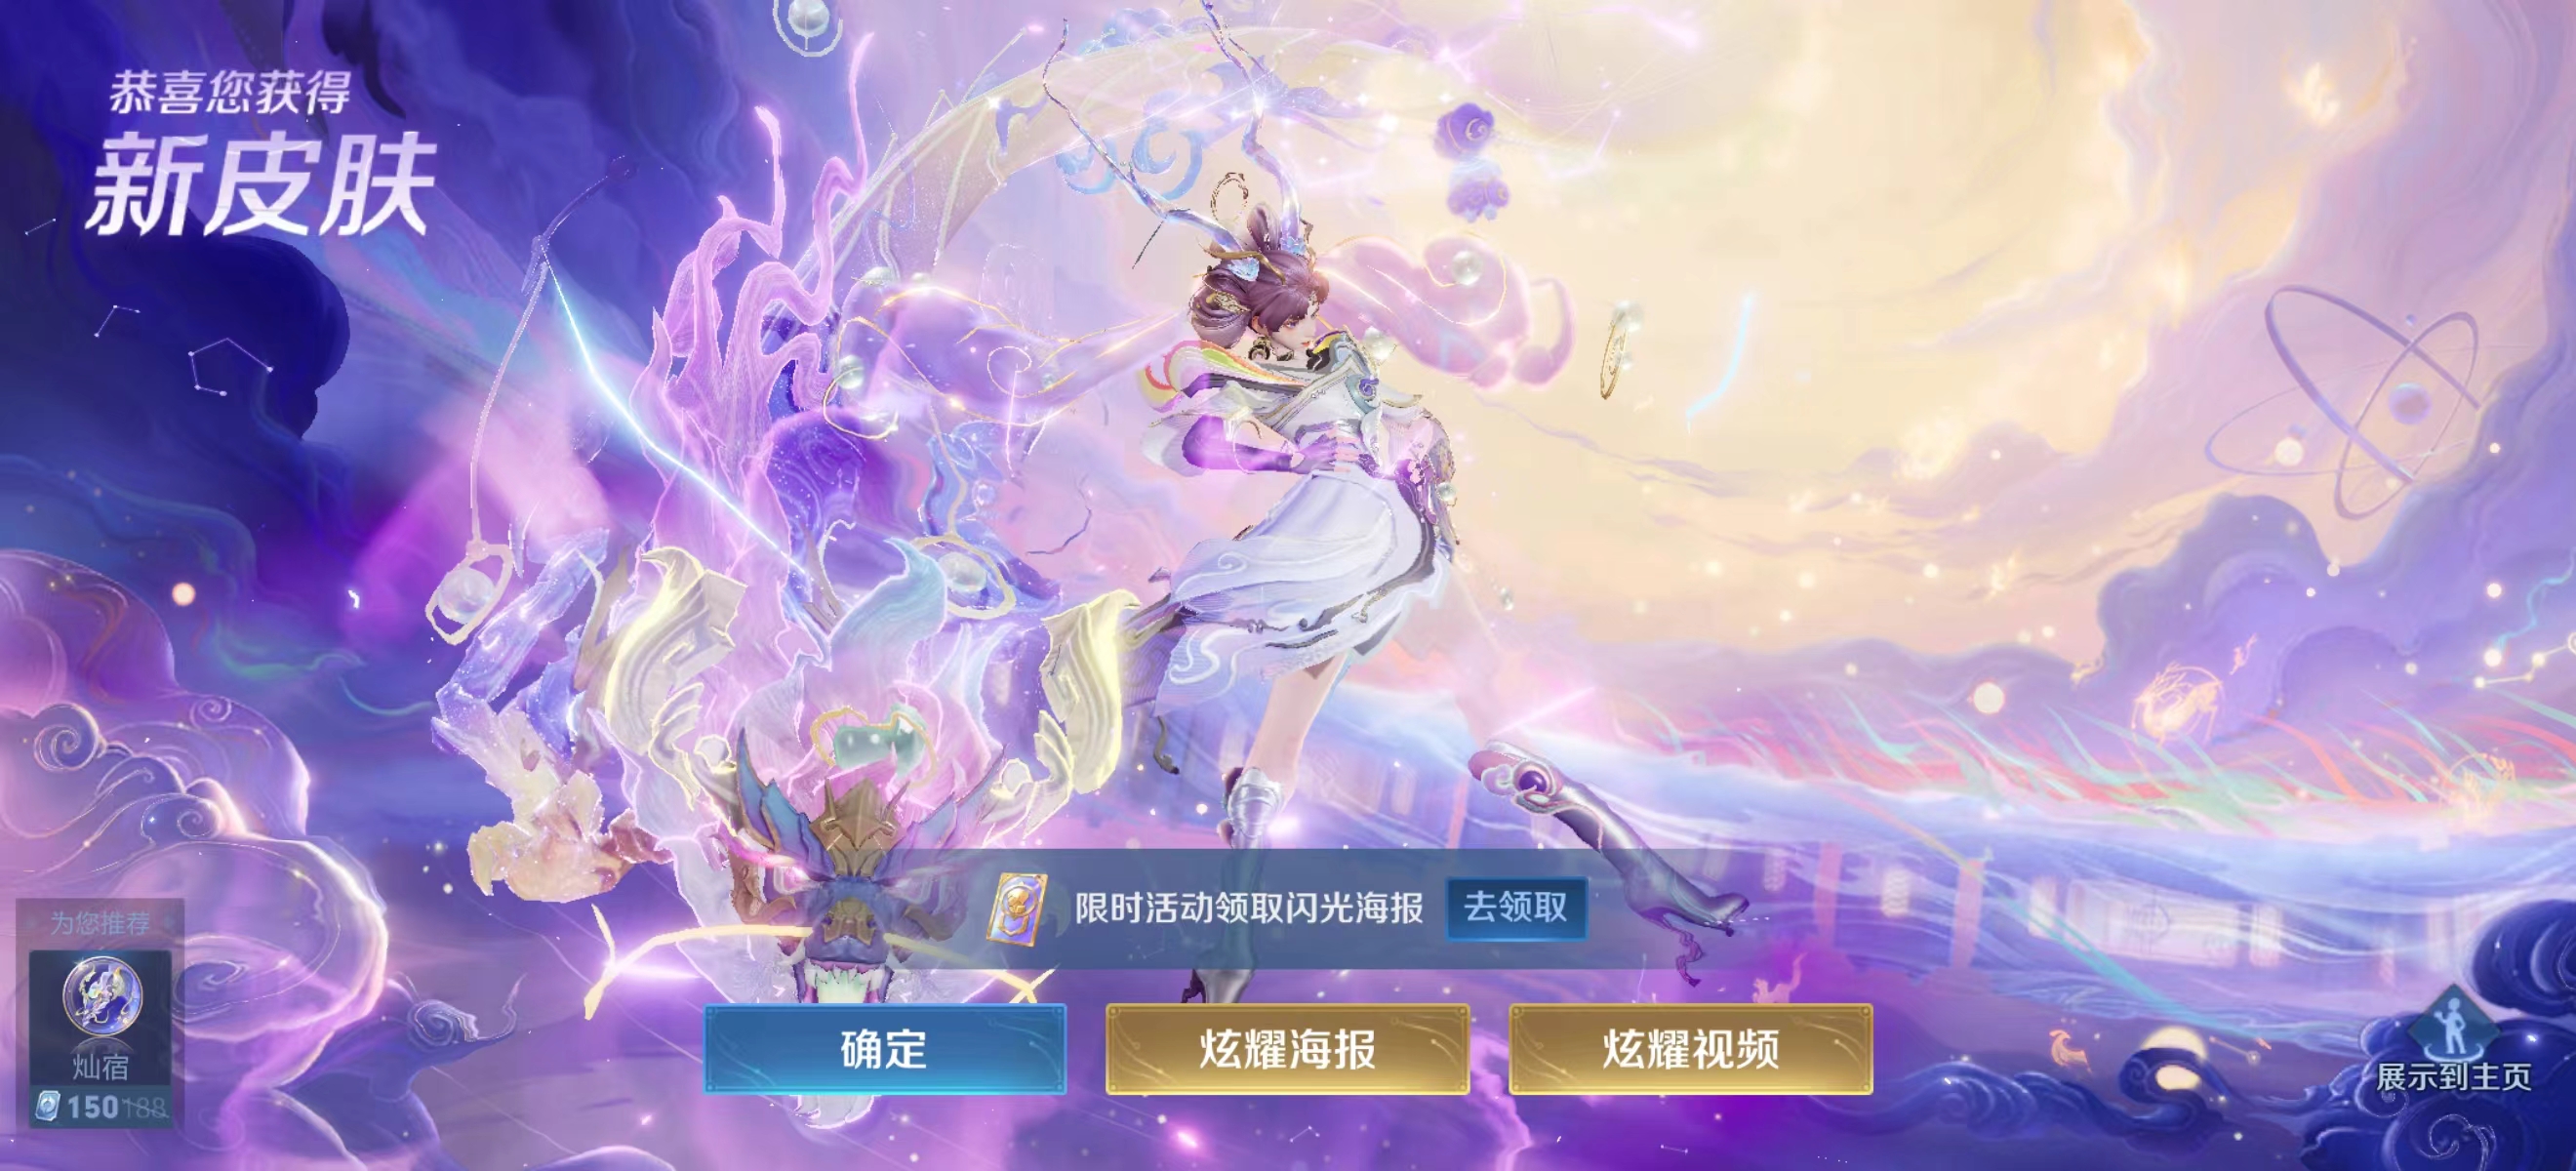 恭喜您获得
新皮肤
限时活动领取闪光海报
去领取
为您推荐
灿宿
150 188
确定
炫耀海报
炫耀视频
展示到主页